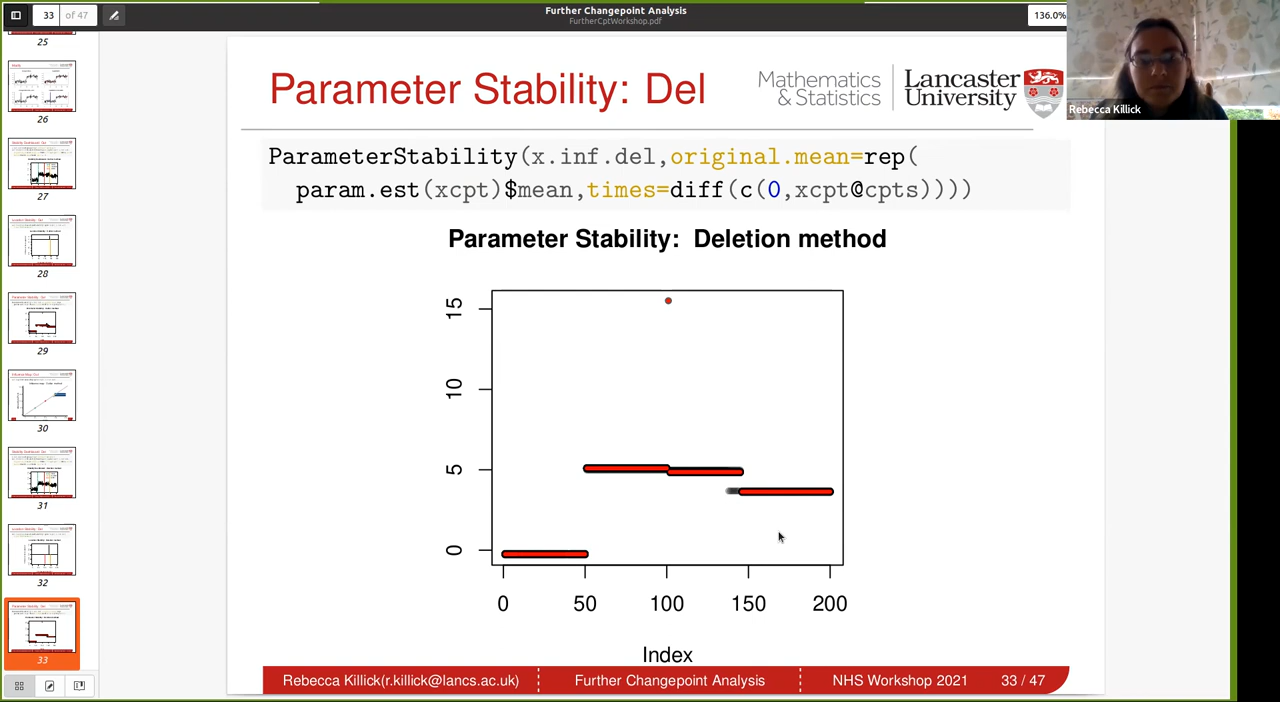 33 of 47
Further Changepoint Analysis
FurtherCptWorkshop.pdf
136.0%
Rebecca Killick
25
26
27
28
29
30
31
32
33
Parameter Stability: Del
Mathematics
& Statistics
Lancaster
University
ParameterStability(x.inf.del,original.mean=rep(
param.est(xcpt)$mean,times=diff(c(0,xcpt@cpts))))
Parameter Stability: Deletion method
15
10
5
0
0 50 100 150 200
Index
Rebecca Killick(r.killick@lancs.ac.uk) Further Changepoint Analysis NHS Workshop 2021 33 / 47